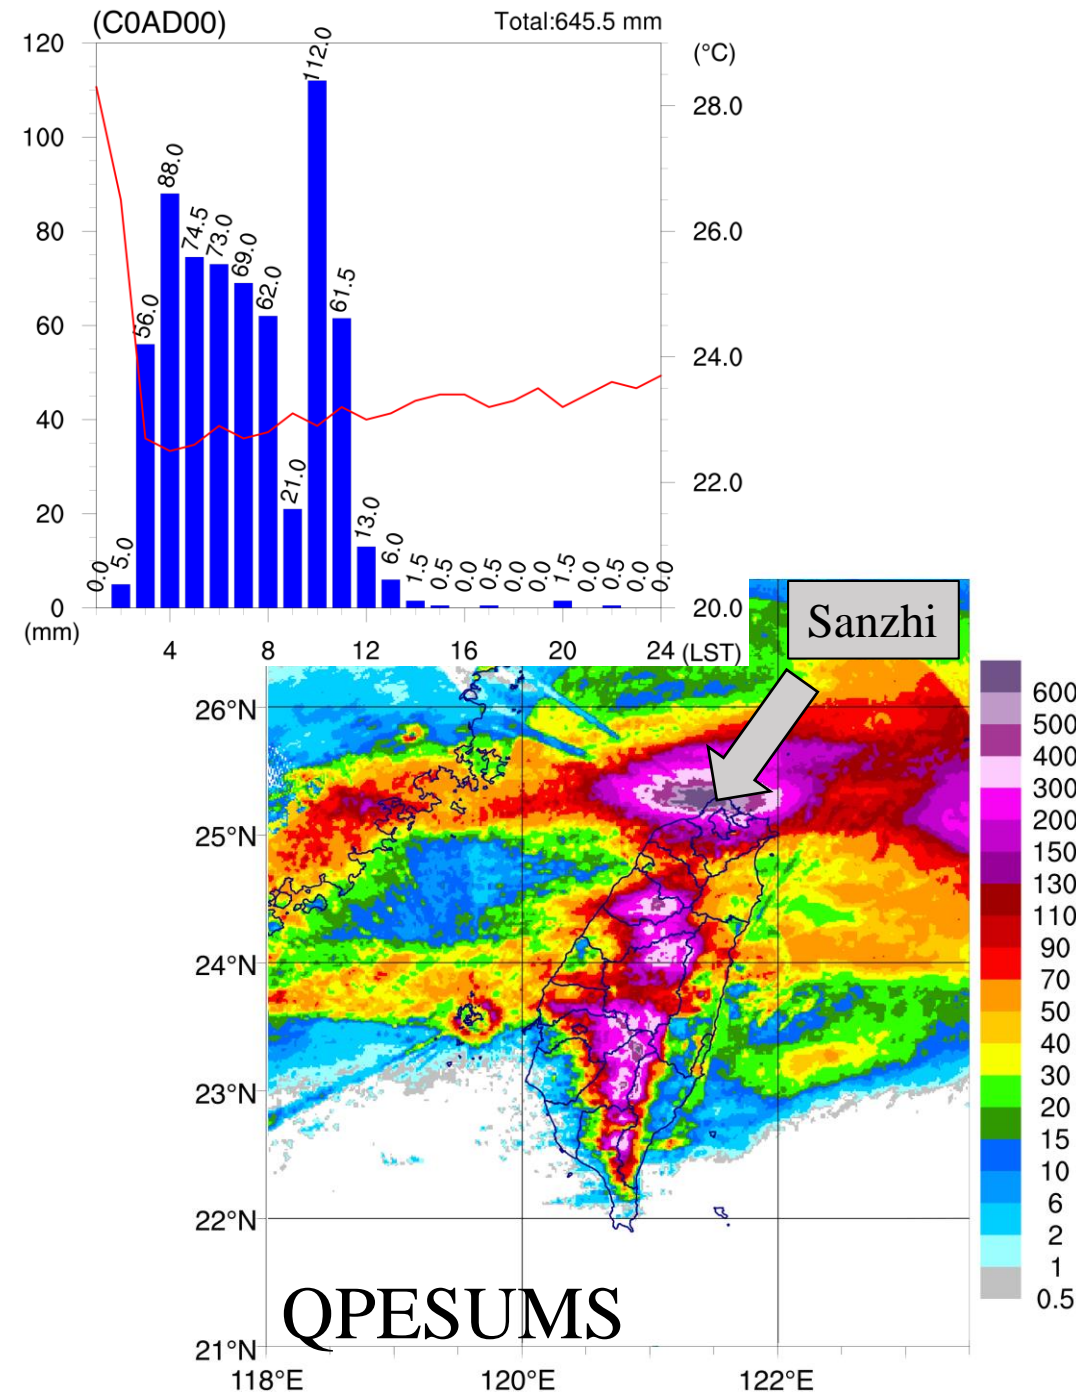 (C0AD00) Total:645.5 mm
120 (°C)
100
80
60
40
20
0
(mm)
28.0
26.0
24.0
22.0
20.0
0.0 5.0 56.0 88.0 74.5 73.0 69.0 62.0 21.0 112.0 61.5 13.0 6.0 1.5 0.5 0.0 0.5 0.0 0.0 1.5 0.0 0.5 0.0 0.0
4 8 12 16 20 24 (LST)
Sanzhi
26°N
25°N
24°N
23°N
22°N
21°N
118°E 120°E 122°E
QPESUMS
600
500
400
300
200
150
130
110
90
70
50
40
30
20
15
10
6
2
1
0.5